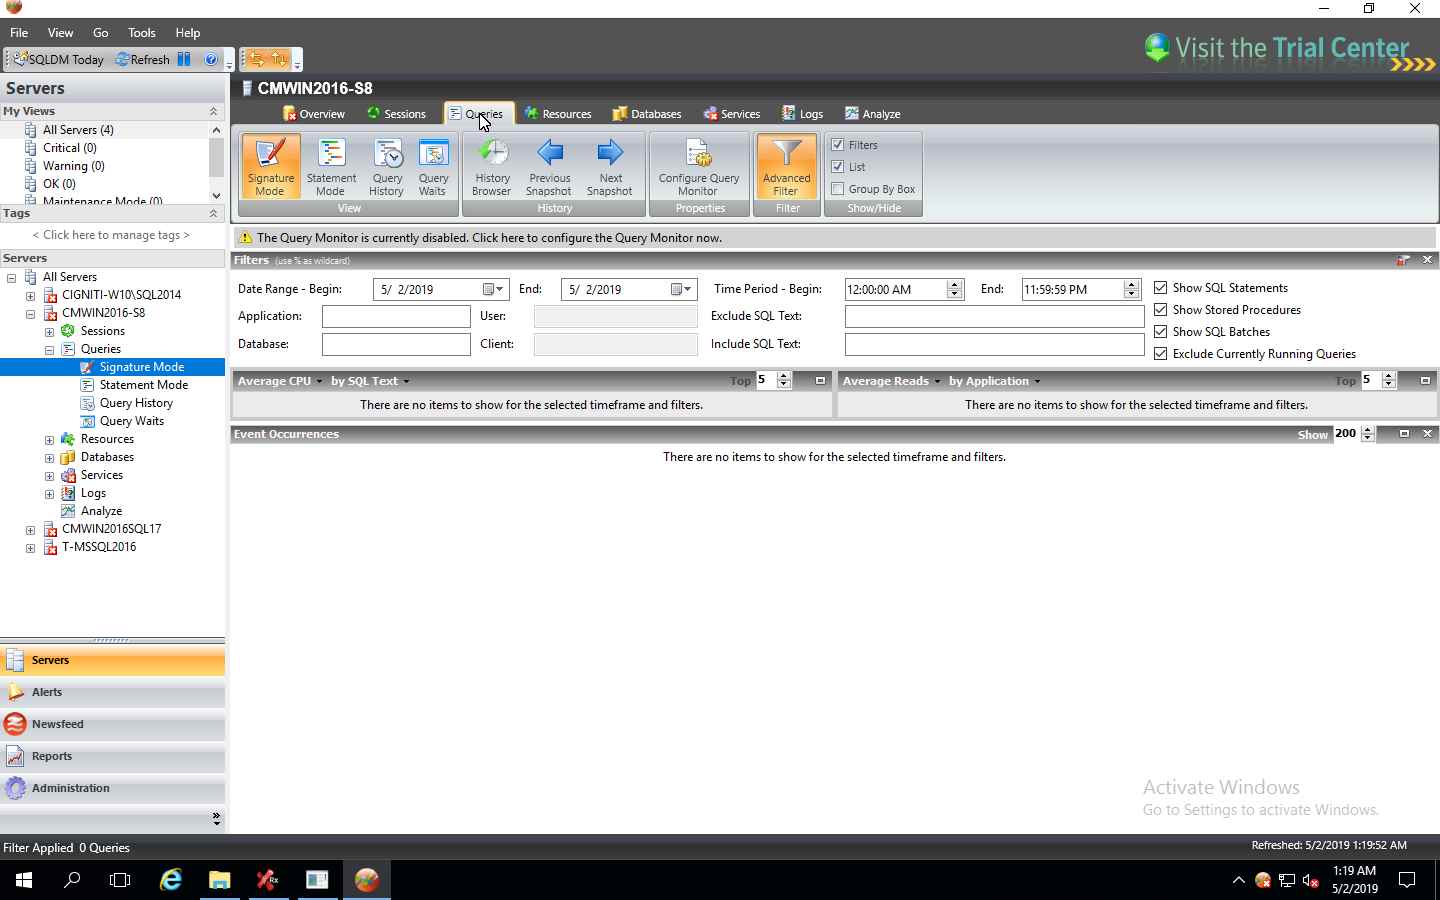 File View Go Tools Help
SQLDM Today Refresh
Visit the Trial Center
Servers
CMWIN2016-S8
My Views
Overview Sessions Queries Resources Databases Services Logs Analyze
All Servers (4)
Critical (0)
Warning (0)
OK (0)
Maintenance Mode (0)
Signature Mode
Statement Mode
Query History
Query Waits
History Browser
Previous Snapshot
Next Snapshot
Configure Query Monitor
Advanced Filter
Filters
List
Group By Box
View History Properties Filter Show/Hide
Tags
< Click here to manage tags >
The Query Monitor is currently disabled. Click here to configure the Query Monitor now.
Servers
All Servers
CIGNITI-W10\SQL2014
CMWIN2016-S8
Sessions
Queries
Signature Mode
Statement Mode
Query History
Query Waits
Resources
Databases
Services
Logs
Analyze
CMWIN2016SQL17
T-MSSQL2016
Filters (use % as wildcard)
Date Range - Begin: 5/ 2/2019 End: 5/ 2/2019 Time Period - Begin: 12:00:00 AM End: 11:59:59 PM
Application: User: Exclude SQL Text:
Database: Client: Include SQL Text:
Show SQL Statements
Show Stored Procedures
Show SQL Batches
Exclude Currently Running Queries
Average CPU by SQL Text Top 5
There are no items to show for the selected timeframe and filters.
Average Reads by Application Top 5
There are no items to show for the selected timeframe and filters.
Event Occurrences Show 200
There are no items to show for the selected timeframe and filters.
Servers
Alerts
Newsfeed
Reports
Administration
Activate Windows
Go to Settings to activate Windows.
Filter Applied 0 Queries
Refreshed: 5/2/2019 1:19:52 AM
Rx
1:19 AM
5/2/2019